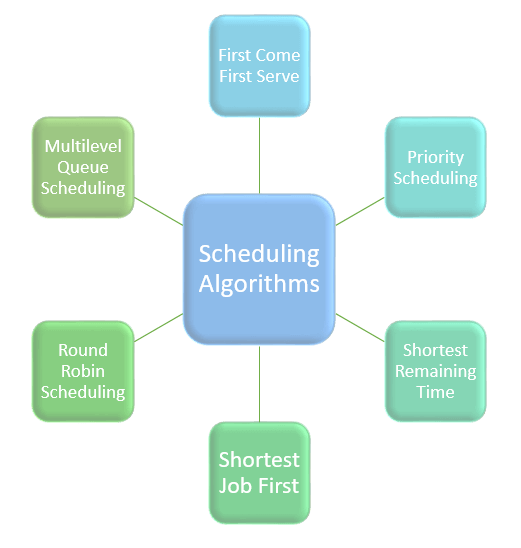 First Come
First Serve
Multilevel
Queue
Scheduling
Priority
Scheduling
Scheduling
Algorithms
Round
Robin
Scheduling
Shortest
Remaining
Time
Shortest
Job First